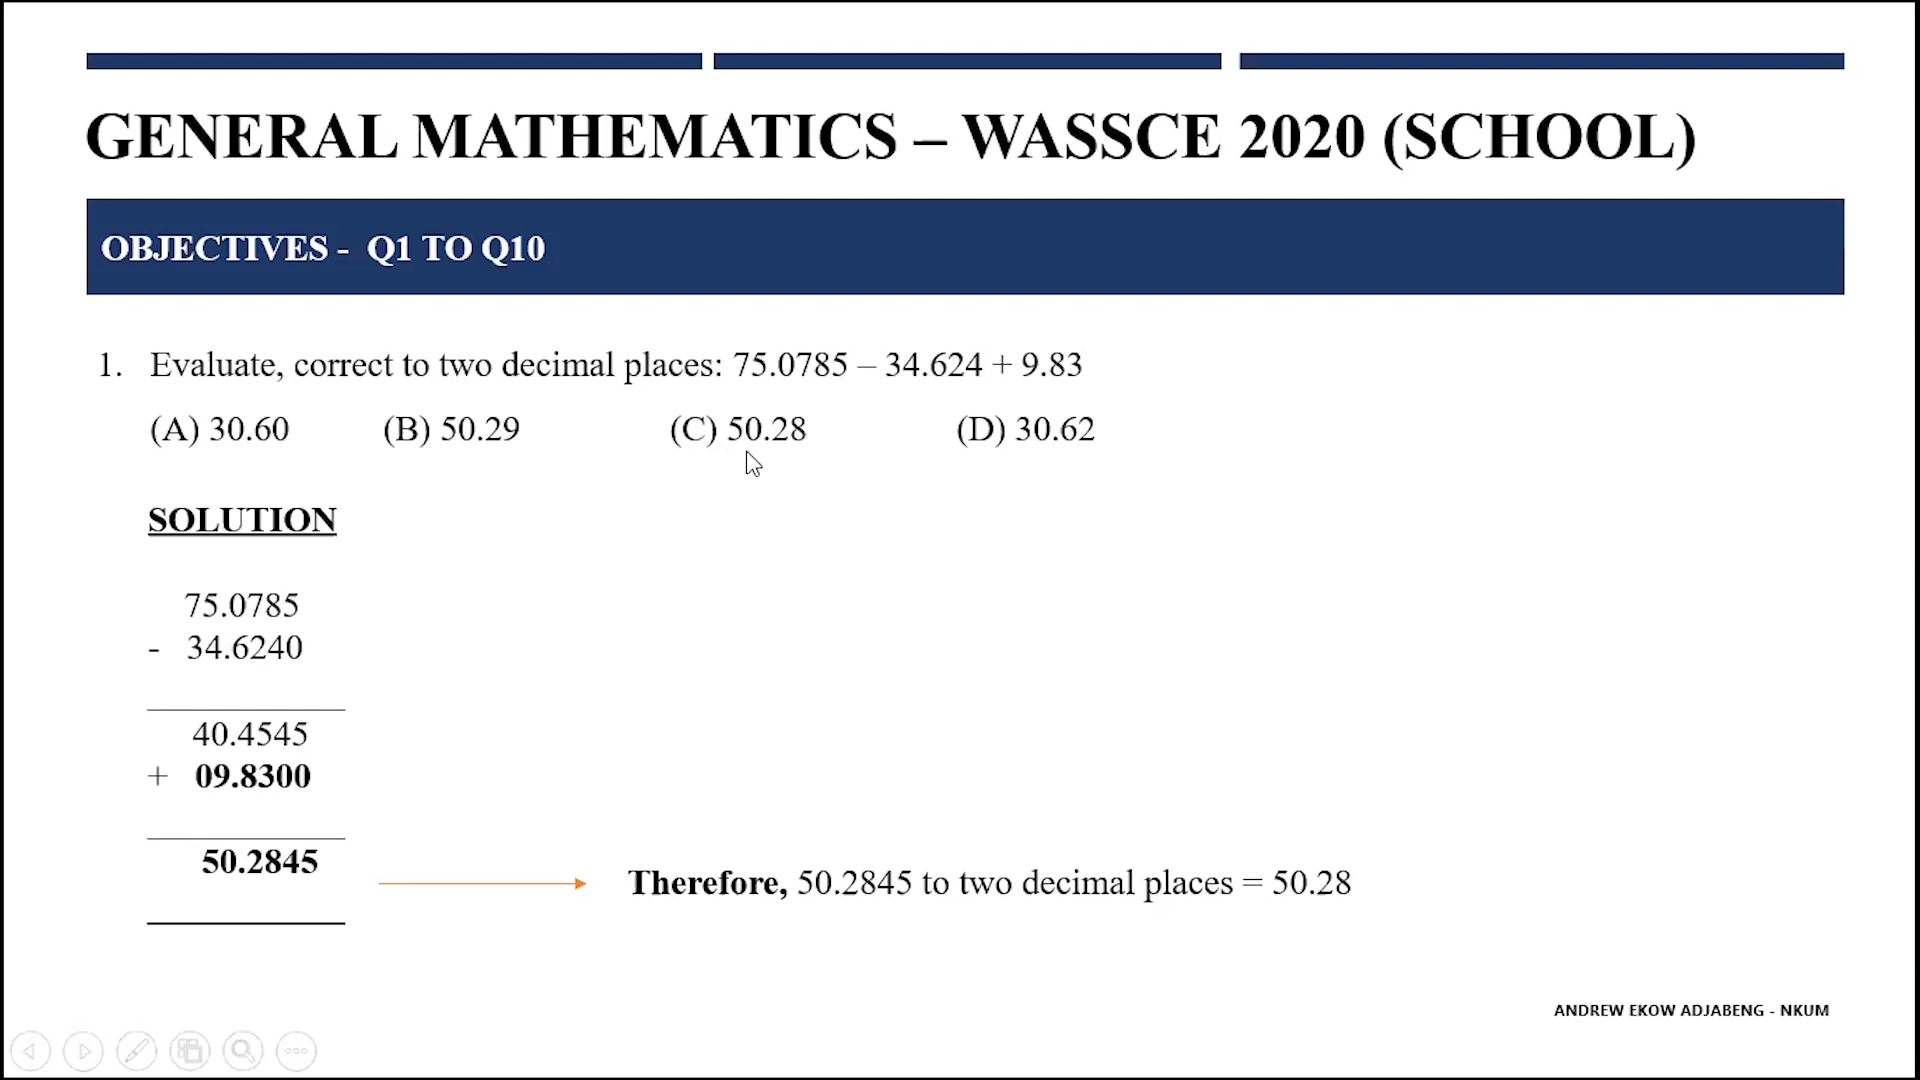 GENERAL MATHEMATICS – WASSCE 2020 (SCHOOL)
OBJECTIVES - Q1 TO Q10
1. Evaluate, correct to two decimal places: 75.0785 – 34.624 + 9.83
(A) 30.60 (B) 50.29 (C) 50.28 (D) 30.62
SOLUTION
75.0785
- 34.6240
40.4545
+ 09.8300
50.2845
Therefore, 50.2845 to two decimal places = 50.28
ANDREW EKOW ADJABENG - NKUM